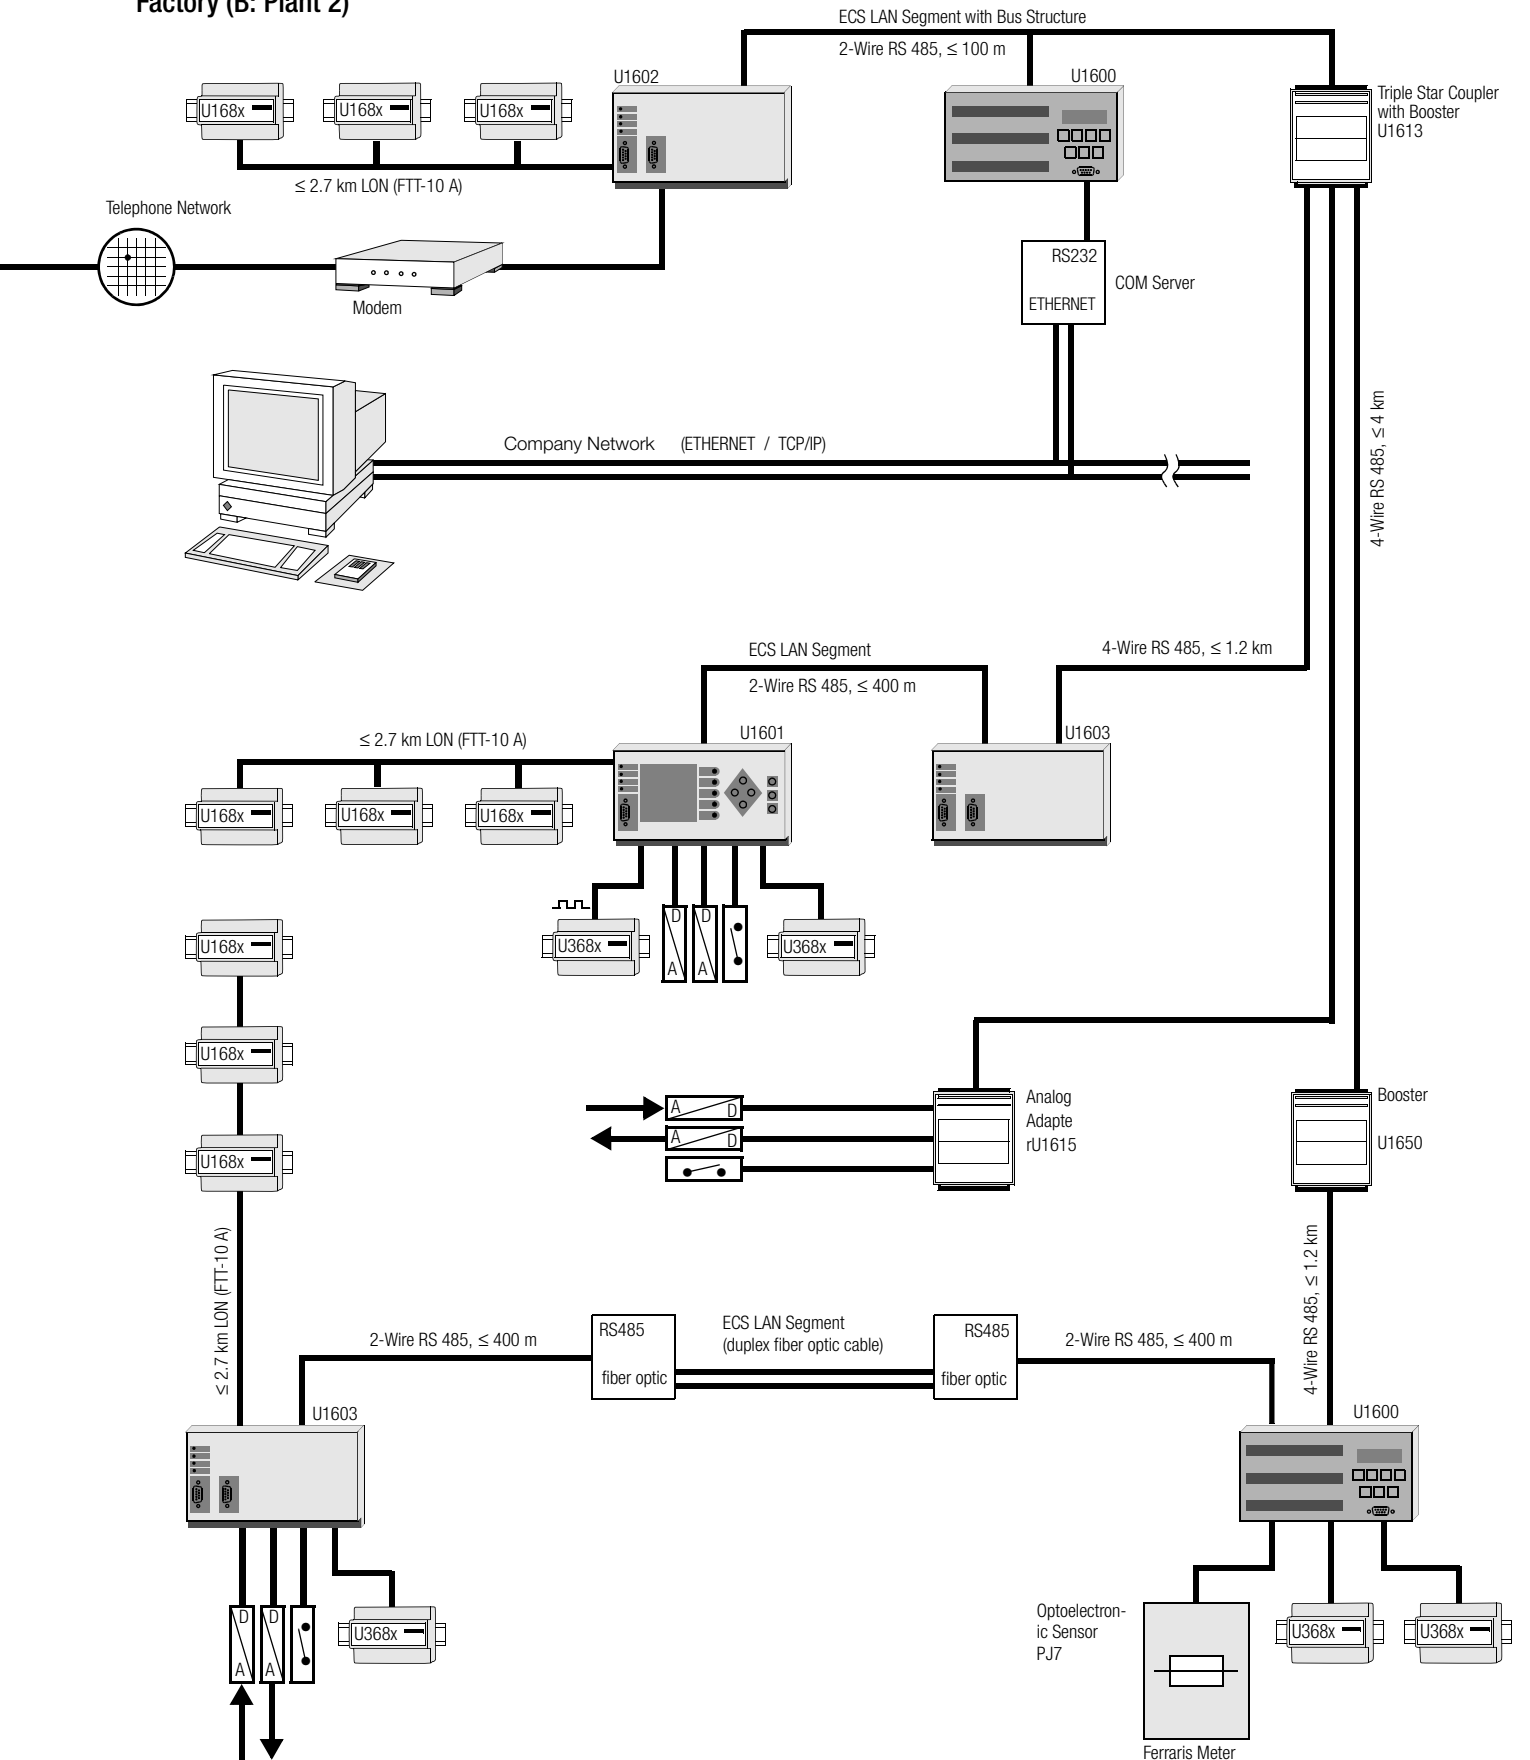 Factory (B: Plant 2)
ECS LAN Segment with Bus Structure
2-Wire RS 485, ≤ 100 m
U1602
U1600
Triple Star Coupler
with Booster
U1613
U168x
U168x
U168x
≤ 2.7 km LON (FTT-10 A)
Telephone Network
Modem
RS232
ETHERNET
COM Server
Company Network (ETHERNET / TCP/IP)
4-Wire RS 485, ≤ 4 km
ECS LAN Segment
2-Wire RS 485, ≤ 400 m
4-Wire RS 485, ≤ 1.2 km
U1601
U1603
≤ 2.7 km LON (FTT-10 A)
U168x
U168x
U168x
U368x
D
A
D
A
U368x
U168x
U168x
U168x
A
D
A
D
Analog
Adapte
rU1615
Booster
U1650
≤ 2.7 km LON (FTT-10 A)
4-Wire RS 485, ≤ 1.2 km
2-Wire RS 485, ≤ 400 m
RS485
fiber optic
ECS LAN Segment
(duplex fiber optic cable)
RS485
fiber optic
2-Wire RS 485, ≤ 400 m
U1603
U1600
D
A
D
A
U368x
Optoelectron-
ic Sensor
PJ7
U368x
U368x
Ferraris Meter